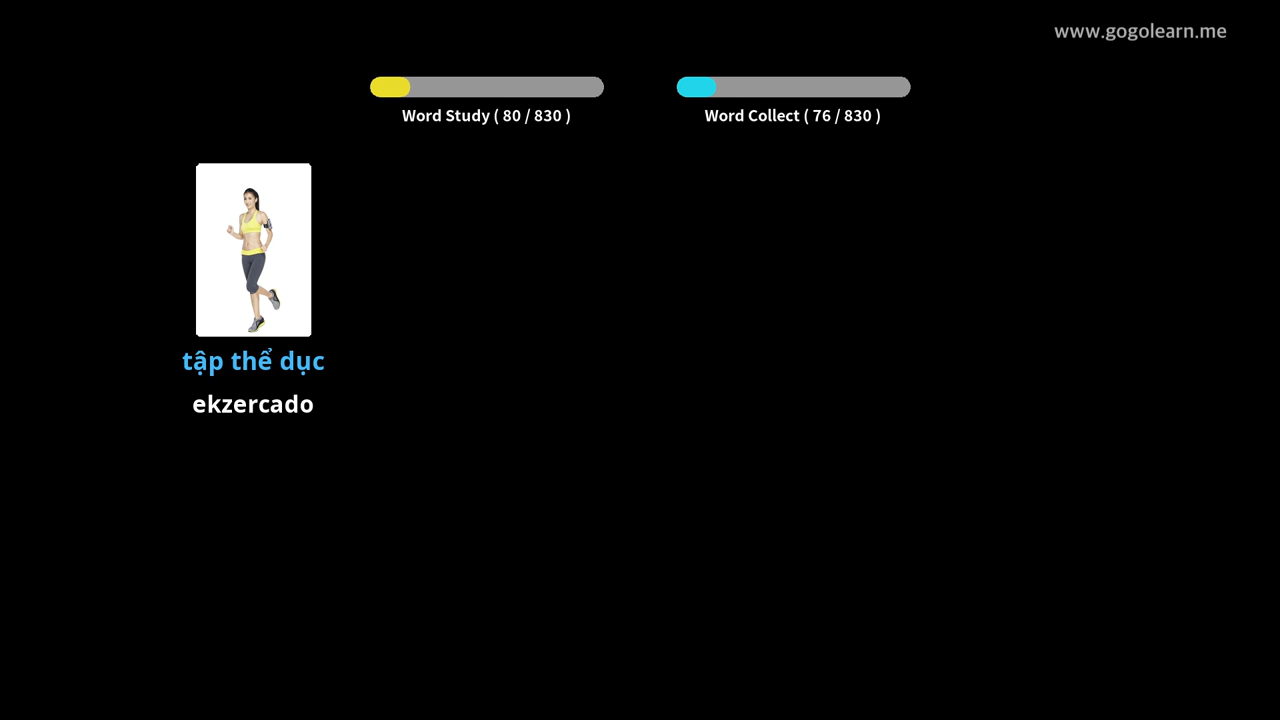 www.gogolearn.me
Word Study ( 80 / 830 )
Word Collect ( 76 / 830 )
tập thể dục
ekzercado